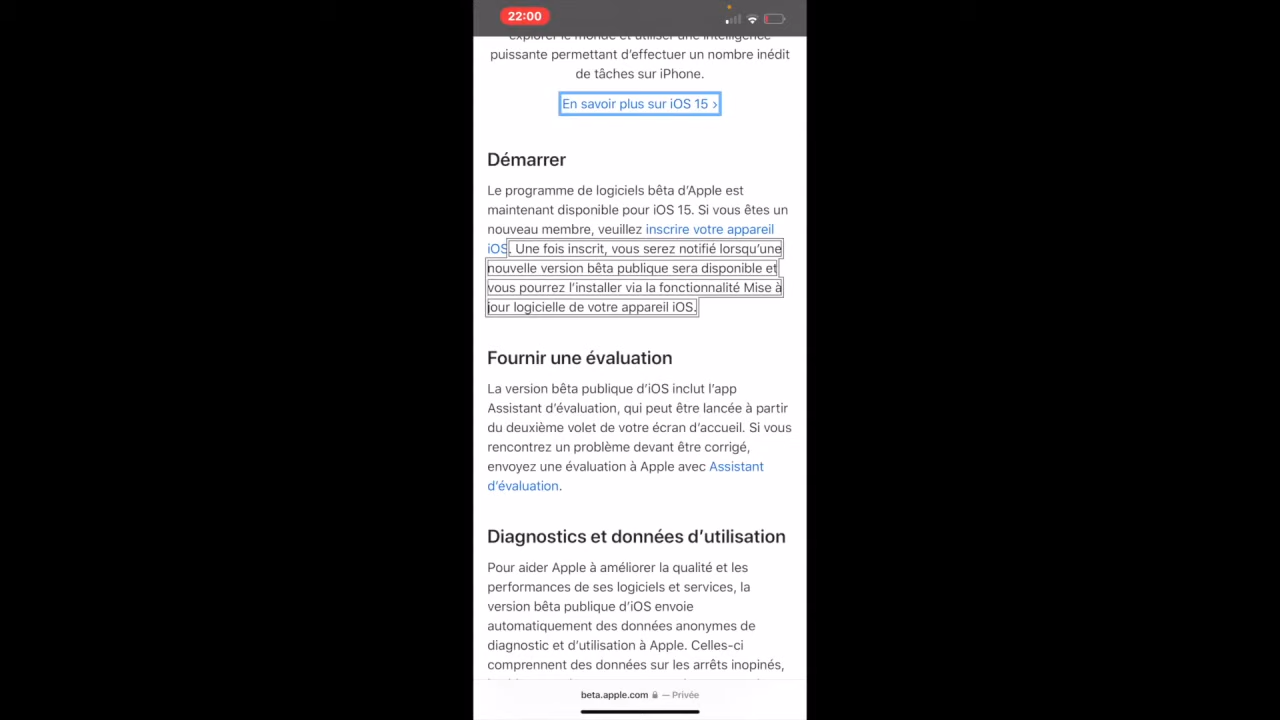 22:00
explorer le monde et utiliser une intelligence
puissante permettant d'effectuer un nombre inédit
de tâches sur iPhone.
En savoir plus sur iOS 15 >
Démarrer
Le programme de logiciels bêta d'Apple est
maintenant disponible pour iOS 15. Si vous êtes un
nouveau membre, veuillez inscrire votre appareil
iOS. Une fois inscrit, vous serez notifié lorsqu'une
nouvelle version bêta publique sera disponible et
vous pourrez l'installer via la fonctionnalité Mise à
jour logicielle de votre appareil iOS.
Fournir une évaluation
La version bêta publique d'iOS inclut l'app
Assistant d'évaluation, qui peut être lancée à partir
du deuxième volet de votre écran d'accueil. Si vous
rencontrez un problème devant être corrigé,
envoyez une évaluation à Apple avec Assistant
d'évaluation.
Diagnostics et données d'utilisation
Pour aider Apple à améliorer la qualité et les
performances de ses logiciels et services, la
version bêta publique d'iOS envoie
automatiquement des données anonymes de
diagnostic et d'utilisation à Apple. Celles-ci
comprennent des données sur les arrêts inopinés,
beta.apple.com — Privée